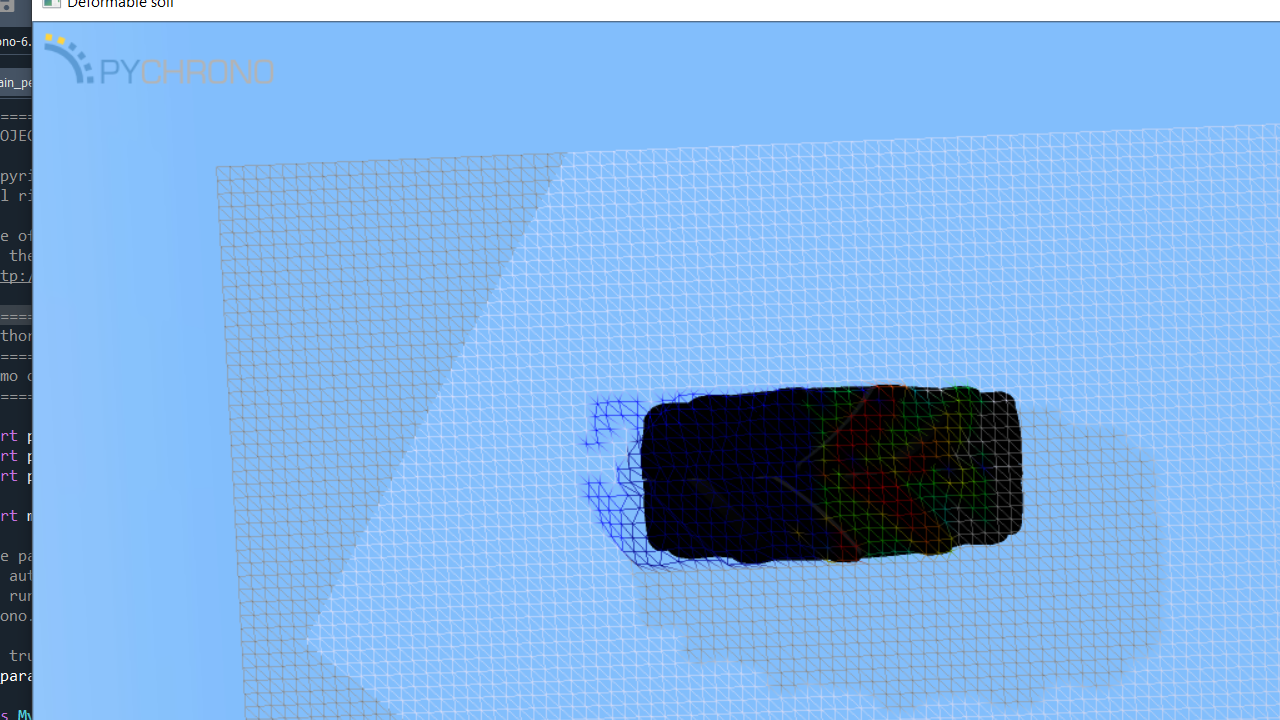 Deformable soil
PYCHRONO
ono-6.
ain_pe
====
OJEC
pyri
l ri
e of
the
tp:/
====
thor
====
mo o
====
rt p
rt p
rt p
rt m
e pa
aut
run
ono.
tru
para
s My